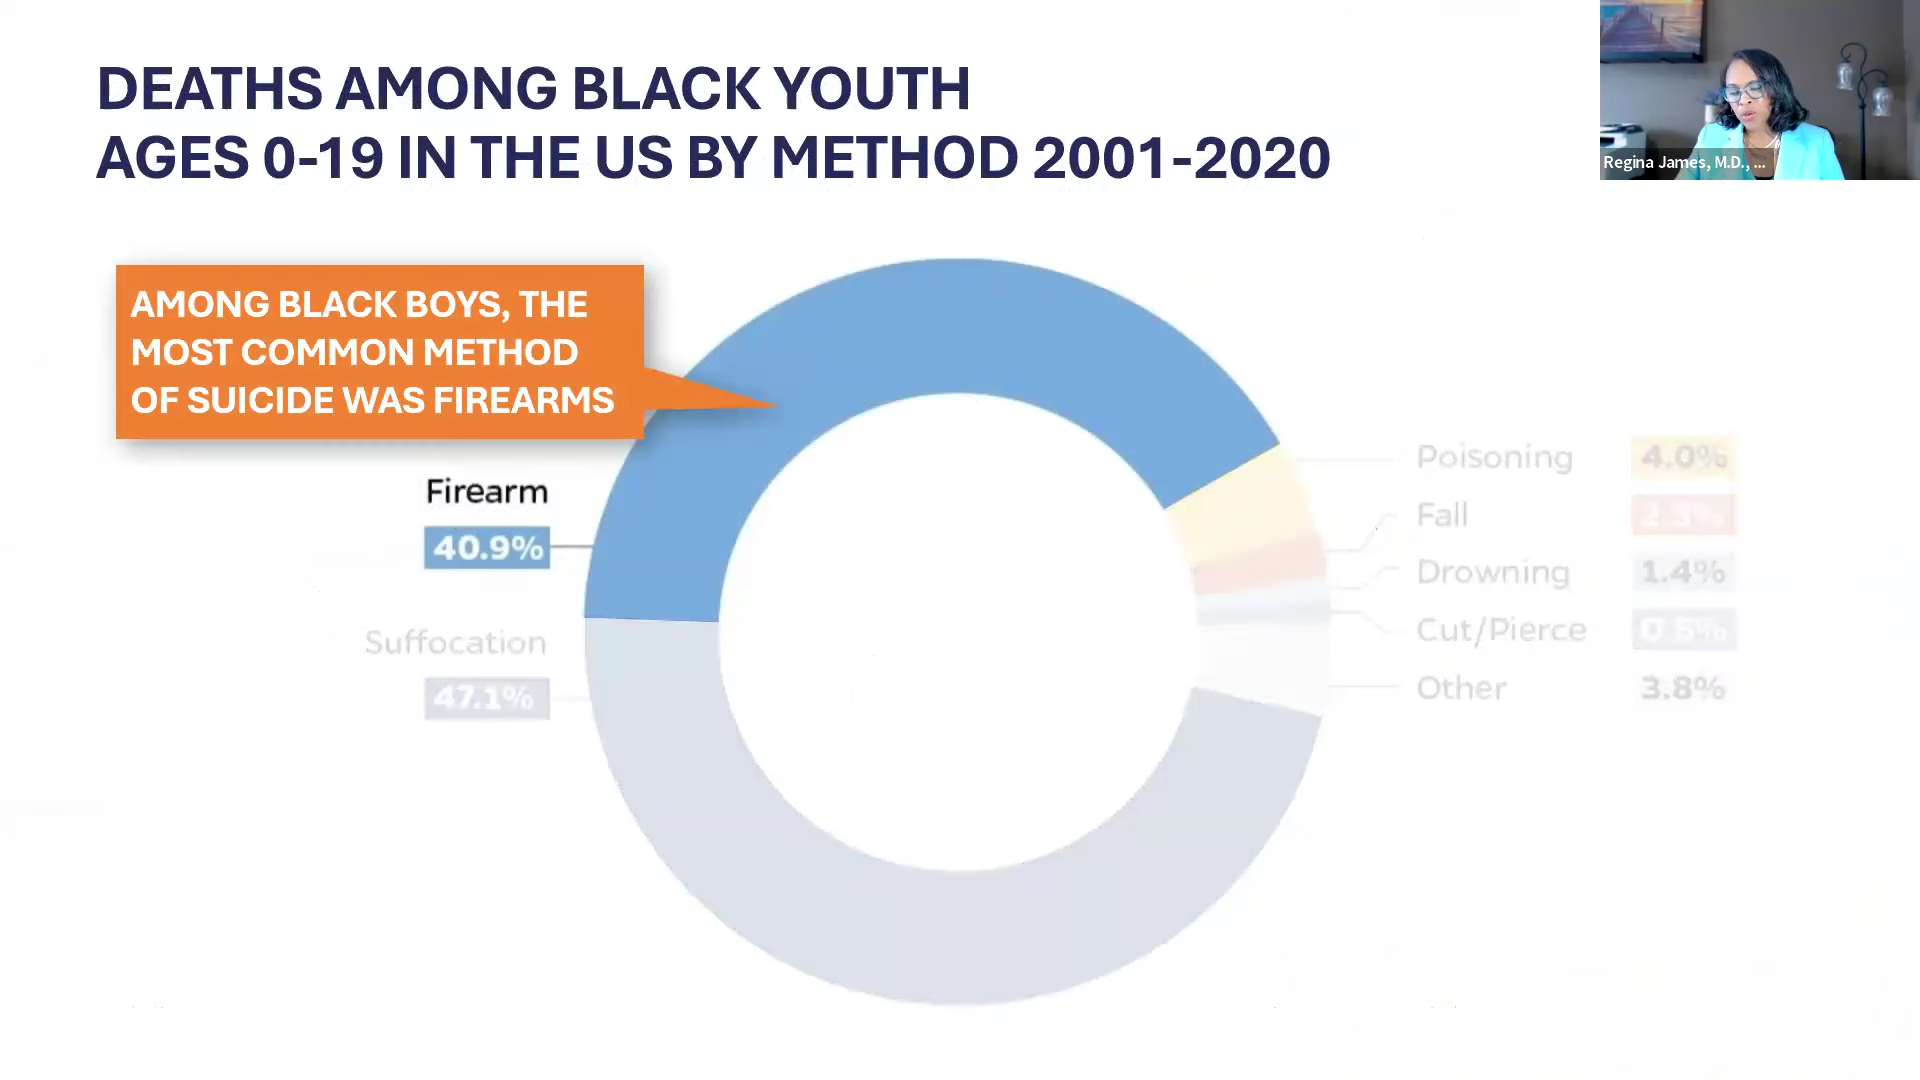 DEATHS AMONG BLACK YOUTH
AGES 0-19 IN THE US BY METHOD 2001-2020
Regina James, M.D., ...
AMONG BLACK BOYS, THE
MOST COMMON METHOD
OF SUICIDE WAS FIREARMS
Firearm
40.9%
Suffocation
47.1%
Poisoning 4.0%
Fall 2.3%
Drowning 1.4%
Cut/Pierce
Other 3.8%